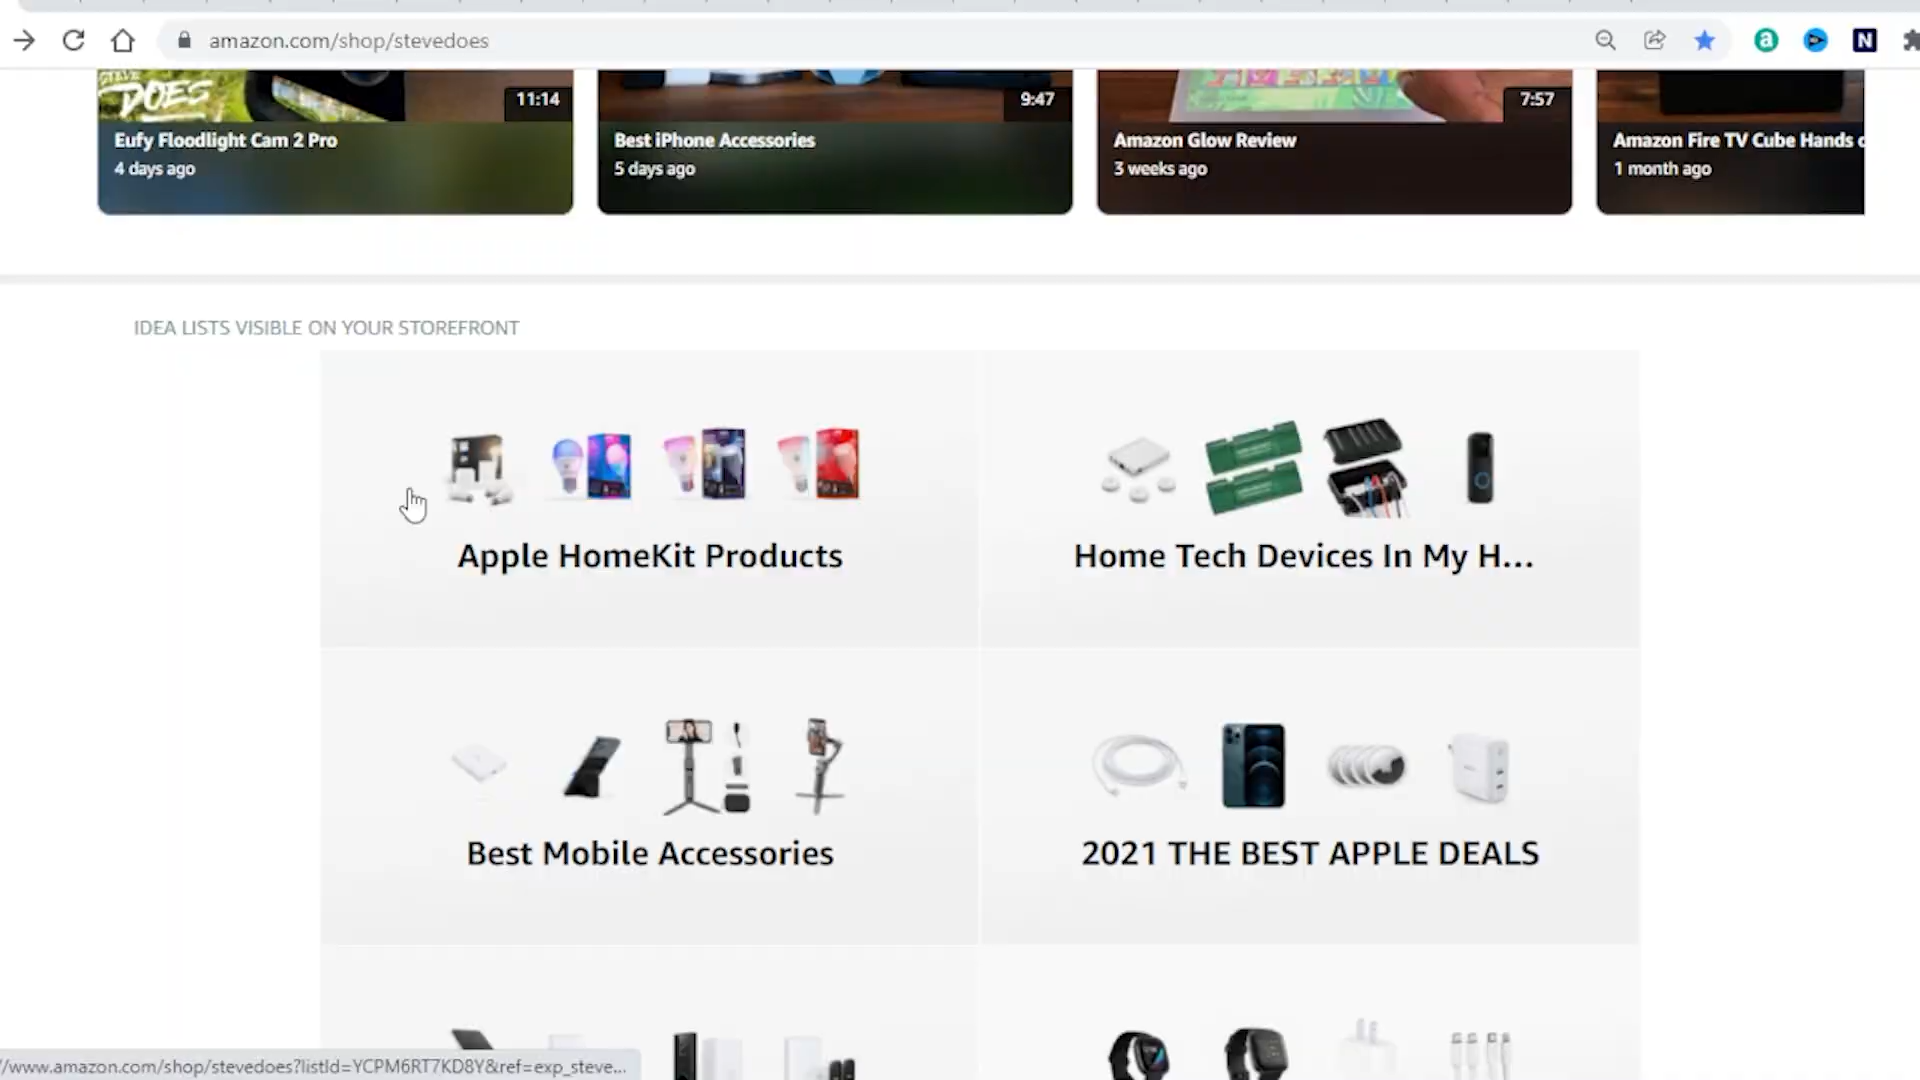 amazon.com/shop/stevedoes
STEVE
DOES
11:14
9:47
7:57
Eufy Floodlight Cam 2 Pro
4 days ago
Best iPhone Accessories
5 days ago
Amazon Glow Review
3 weeks ago
Amazon Fire TV Cube Hands
1 month ago
IDEA LISTS VISIBLE ON YOUR STOREFRONT
Apple HomeKit Products
Home Tech Devices In My H...
Best Mobile Accessories
2021 THE BEST APPLE DEALS
/www.amazon.com/shop/stevedoes?listId=YCPM6RT7KD8Y&ref=exp_steve...